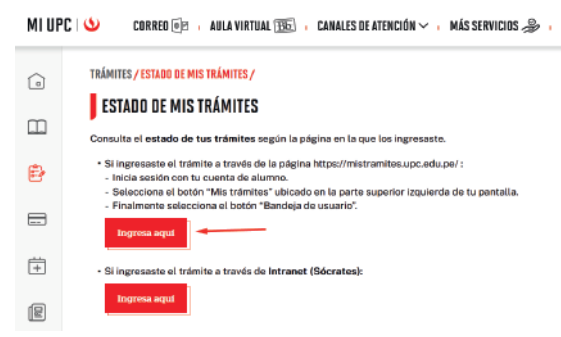 MI UPC CORREO AULA VIRTUAL CANALES DE ATENCIÓN MÁS SERVICIOS
TRÁMITES / ESTADO DE MIS TRÁMITES /
ESTADO DE MIS TRÁMITES
Consulta el estado de tus trámites según la página en la que los ingresaste.
• Si ingresaste el trámite a través de la página https://mistramites.upc.edu.pe/ :
- Inicia sesión con tu cuenta de alumno.
- Selecciona el botón “Mis trámites” ubicado en la parte superior izquierda de tu pantalla.
- Finalmente selecciona el botón “Bandeja de usuario”.
Ingresa aquí
• Si ingresaste el trámite a través de Intranet (Sócrates):
Ingresa aquí